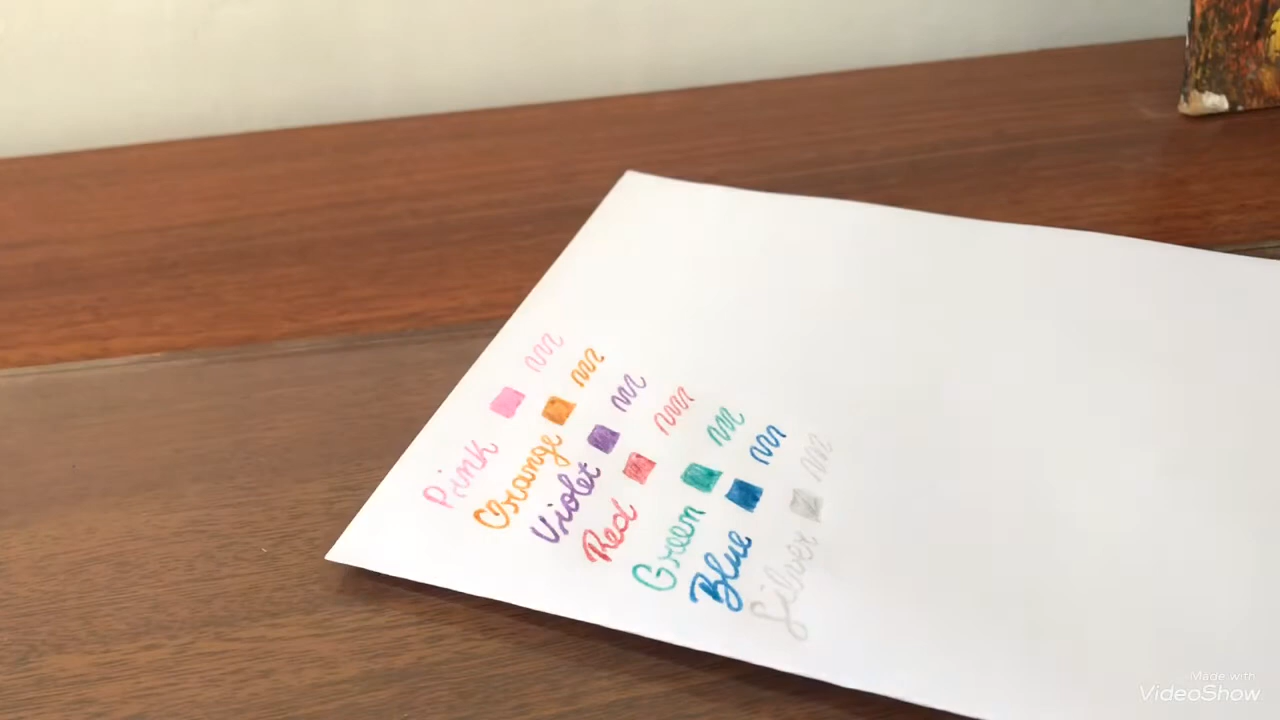 Pink
Orange
Violet
Red
Green
Blue
Silver
Made with
VideoShow